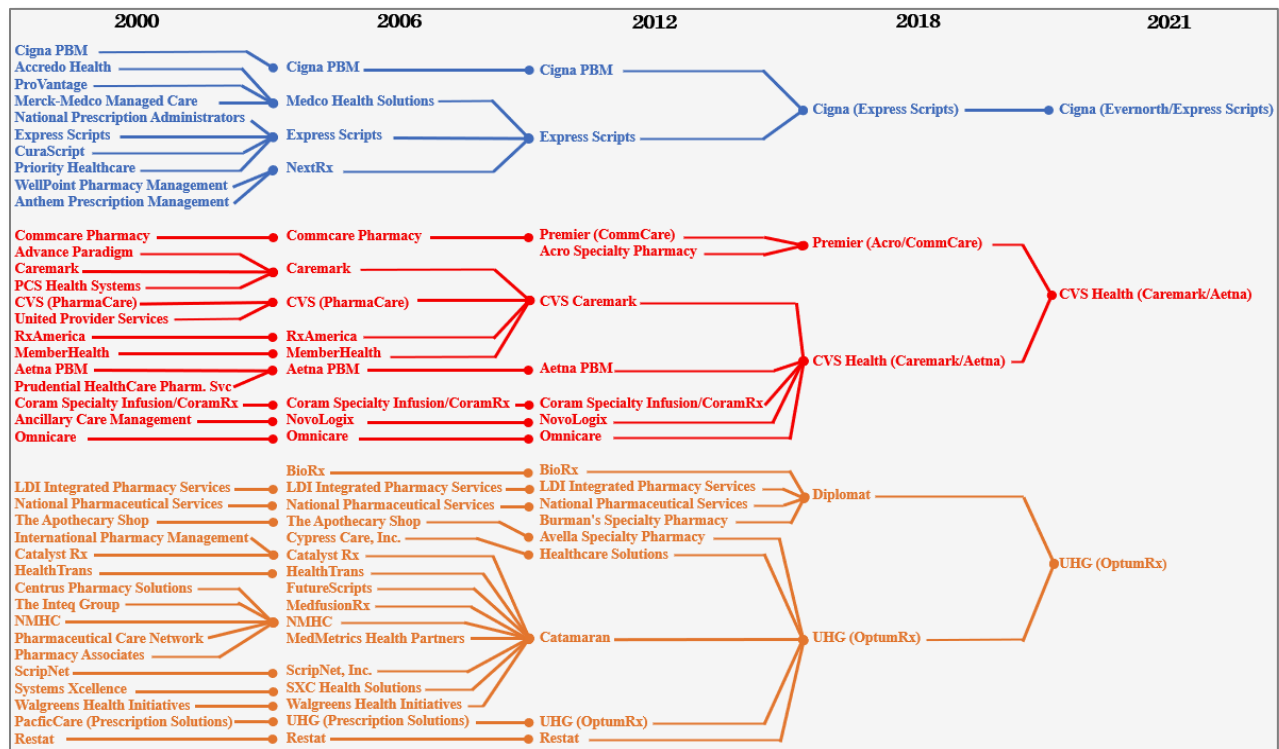 2000 2006 2012 2018 2021
Cigna PBM
Accredo Health Cigna PBM Cigna PBM
ProVantage
Merck-Medco Managed Care Medco Health Solutions Cigna (Express Scripts) Cigna (Evernorth/Express Scripts)
National Prescription Administrators
Express Scripts Express Scripts Express Scripts
CuraScript
Priority Healthcare NextRx
WellPoint Pharmacy Management
Anthem Prescription Management
Commcare Pharmacy Commcare Pharmacy Premier (CommCare)
Advance Paradigm Acro Specialty Pharmacy Premier (Acro/CommCare)
Caremark Caremark
PCS Health Systems
CVS (PharmaCare) CVS (PharmaCare) CVS Caremark CVS Health (Caremark/Aetna)
United Provider Services
RxAmerica RxAmerica
MemberHealth MemberHealth
Aetna PBM Aetna PBM Aetna PBM CVS Health (Caremark/Aetna)
Prudential HealthCare Pharm. Svc
Coram Specialty Infusion/CoramRx Coram Specialty Infusion/CoramRx Coram Specialty Infusion/CoramRx
Ancillary Care Management NovoLogix NovoLogix
Omnicare Omnicare Omnicare
BioRx BioRx
LDI Integrated Pharmacy Services LDI Integrated Pharmacy Services LDI Integrated Pharmacy Services
National Pharmaceutical Services National Pharmaceutical Services National Pharmaceutical Services Diplomat
The Apothecary Shop The Apothecary Shop Burman's Specialty Pharmacy
International Pharmacy Management Cypress Care, Inc. Avella Specialty Pharmacy
Catalyst Rx Catalyst Rx Healthcare Solutions
HealthTrans HealthTrans UHG (OptumRx)
Centrus Pharmacy Solutions FutureScripts
The Inteq Group MedfusionRx
NMHC NMHC
Pharmaceutical Care Network MedMetrics Health Partners Catamaran UHG (OptumRx)
Pharmacy Associates
ScripNet ScripNet, Inc.
Systems Xcellence SXC Health Solutions
Walgreens Health Initiatives Walgreens Health Initiatives
PacficCare (Prescription Solutions) UHG (Prescription Solutions) UHG (OptumRx)
Restat Restat Restat